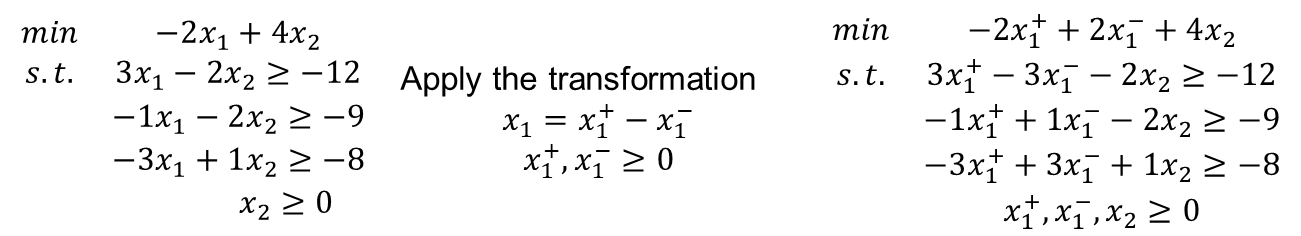 min −2x₁ + 4x₂
s.t. 3x₁ − 2x₂ ≥ −12
−1x₁ − 2x₂ ≥ −9
−3x₁ + 1x₂ ≥ −8
x₂ ≥ 0
Apply the transformation
x₁ = x₁⁺ − x₁⁻
x₁⁺, x₁⁻ ≥ 0
min −2x₁⁺ + 2x₁⁻ + 4x₂
s.t. 3x₁⁺ − 3x₁⁻ − 2x₂ ≥ −12
−1x₁⁺ + 1x₁⁻ − 2x₂ ≥ −9
−3x₁⁺ + 3x₁⁻ + 1x₂ ≥ −8
x₁⁺, x₁⁻, x₂ ≥ 0